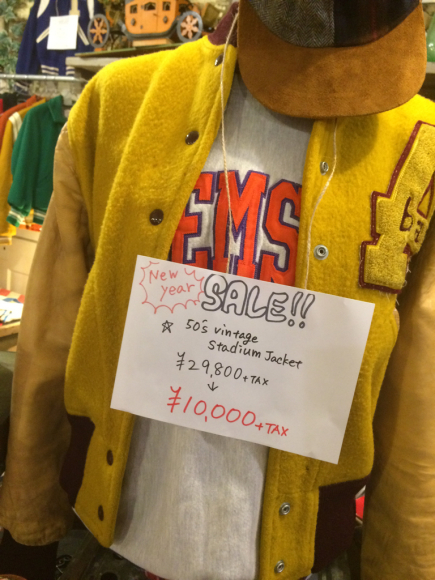 EMS
New
year
SALE!!
☆ 50's vintage
Stadium Jacket
¥29,800+TAX
↓
¥10,000+TAX